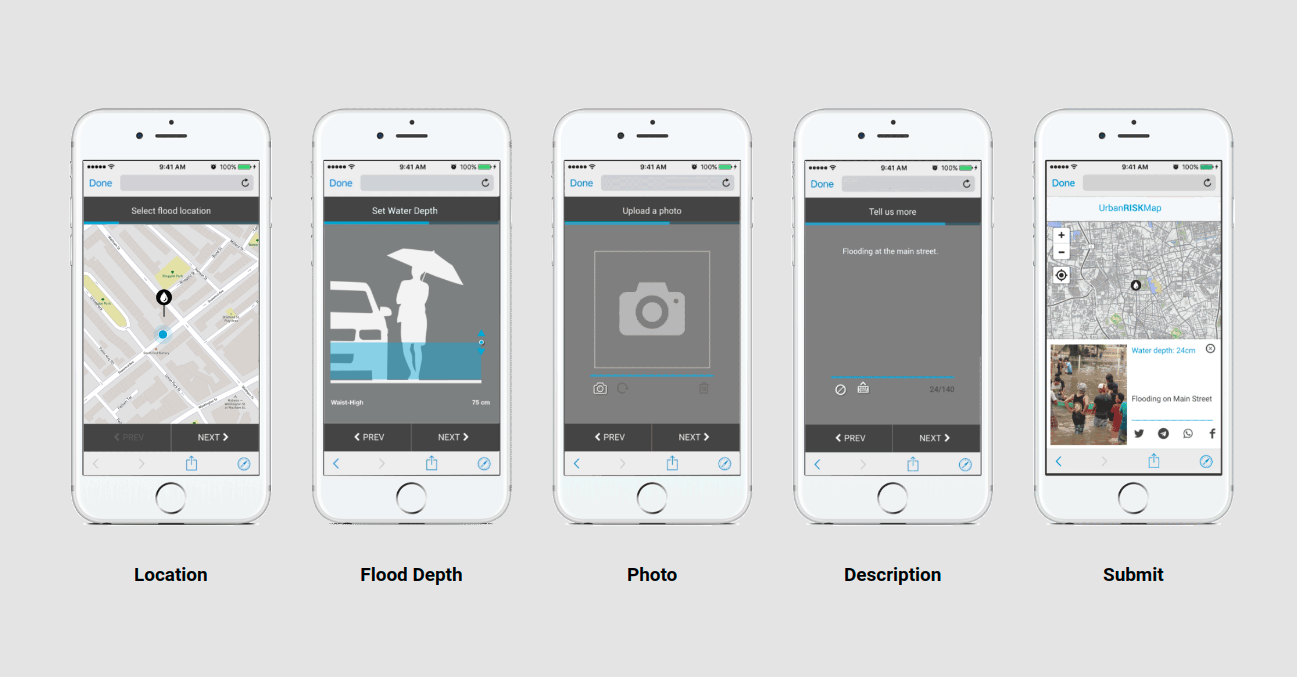 9:41 AM 100%
Done
Select flood location
PREV NEXT
Location
9:41 AM 100%
Done
Set Water Depth
Waist-High 75 cm
PREV NEXT
Flood Depth
9:41 AM 100%
Done
Upload a photo
PREV NEXT
Photo
9:41 AM 100%
Done
Tell us more
Flooding at the main street.
24/140
PREV NEXT
Description
9:41 AM 100%
Done
UrbanRISKMap
+
−
Water depth: 24cm
Flooding on Main Street
Submit